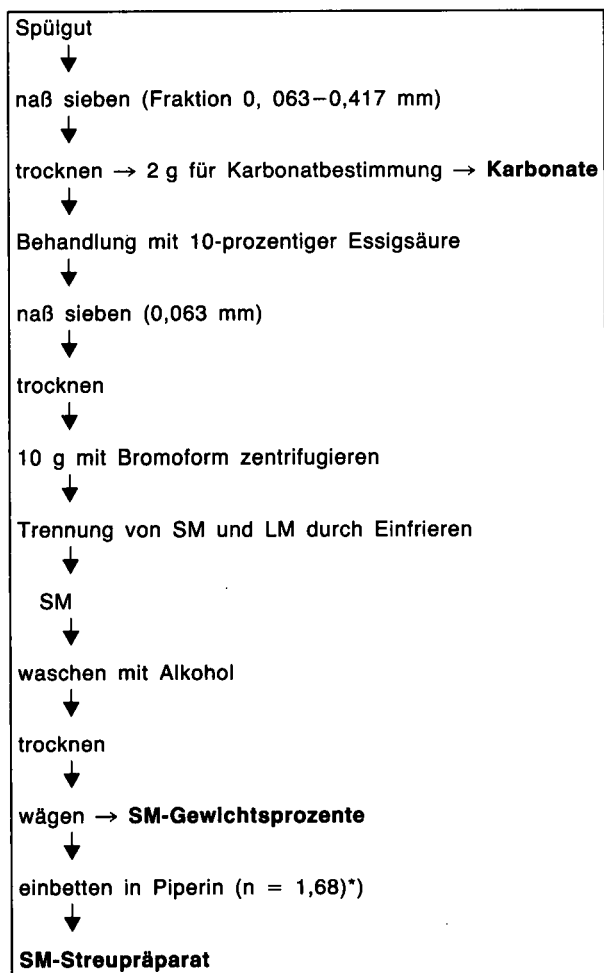 Spülgut
↓
naß sieben (Fraktion 0, 063–0,417 mm)
↓
trocknen → 2 g für Karbonatbestimmung → Karbonate
↓
Behandlung mit 10-prozentiger Essigsäure
↓
naß sieben (0,063 mm)
↓
trocknen
↓
10 g mit Bromoform zentrifugieren
↓
Trennung von SM und LM durch Einfrieren
↓
SM
↓
waschen mit Alkohol
↓
trocknen
↓
wägen → SM-Gewichtsprozente
↓
einbetten in Piperin (n = 1,68)*)
↓
SM-Streupräparat